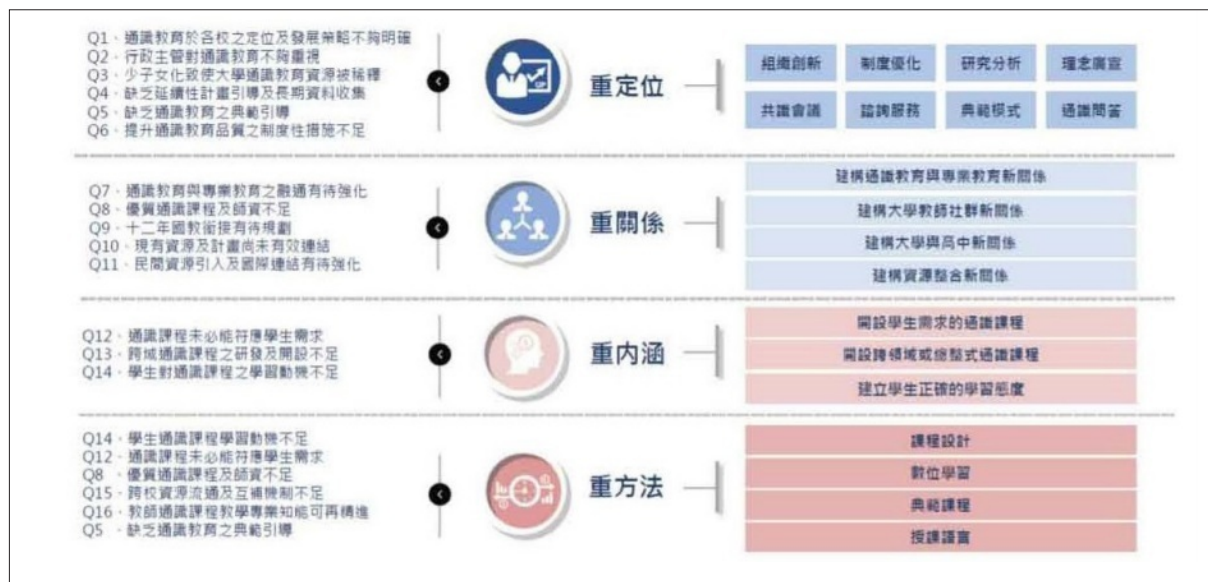 Q1、通識教育於各校之定位及發展策略不夠明確
Q2、行政主管對通識教育不夠重視
Q3、少子女化致使大學通識教育資源被稀釋
Q4、缺乏延續性計畫引導及長期資料收集
Q5、缺乏通識教育之典範引導
Q6、提升通識教育品質之制度性措施不足
重定位
組織創新
制度優化
研究分析
理念廣宣
共識會議
諮詢服務
典範模式
通識問答
Q7、通識教育與專業教育之融通有待強化
Q8、優質通識課程及師資不足
Q9、十二年國教銜接有待規劃
Q10、現有資源及計畫尚未有效連結
Q11、民間資源引入及國際連結有待強化
重關係
建構通識教育與專業教育新關係
建構大學教師社群新關係
建構大學與高中新關係
建構資源整合新關係
Q12、通識課程未必能符應學生需求
Q13、跨域通識課程之研發及開設不足
Q14、學生對通識課程之學習動機不足
重內涵
開設學生需求的通識課程
開設跨領域或總整式通識課程
建立學生正確的學習態度
Q14、學生通識課程學習動機不足
Q12、通識課程未必能符應學生需求
Q8 、優質通識課程及師資不足
Q15、跨校資源流通及互補機制不足
Q16、教師通識課程教學專業知能可再精進
Q5 、缺乏通識教育之典範引導
重方法
課程設計
數位學習
典範課程
授課語言